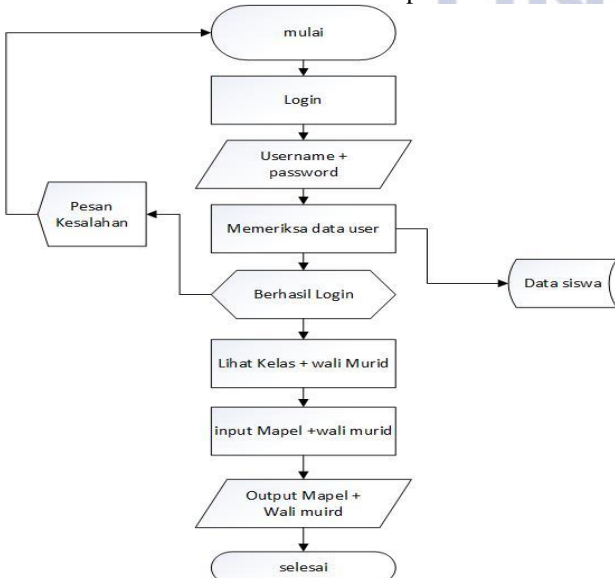 mulai
Login
Username +
password
Pesan
Kesalahan
Memeriksa data user
Data siswa
Berhasil Login
Lihat Kelas + wali Murid
input Mapel +wali murid
Output Mapel +
Wali muird
selesai